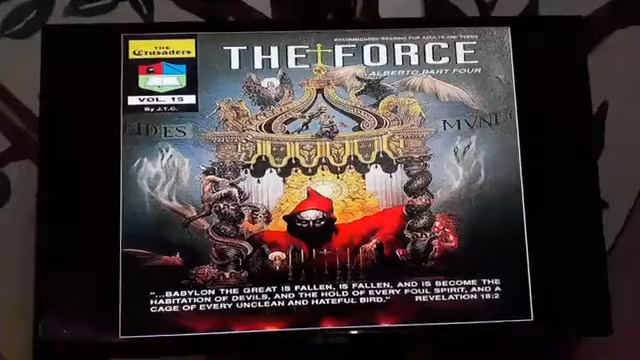 RECOMMENDED READING FOR ADULTS AND TEENS
THE
Crusaders
THE FORCE
ALBERTO PART FOUR
VOL. 15
By J.T.C.
MVND
"...BABYLON THE GREAT IS FALLEN, IS FALLEN, AND IS BECOME THE
HABITATION OF DEVILS, AND THE HOLD OF EVERY FOUL SPIRIT, AND A
CAGE OF EVERY UNCLEAN AND HATEFUL BIRD." REVELATION 18:2